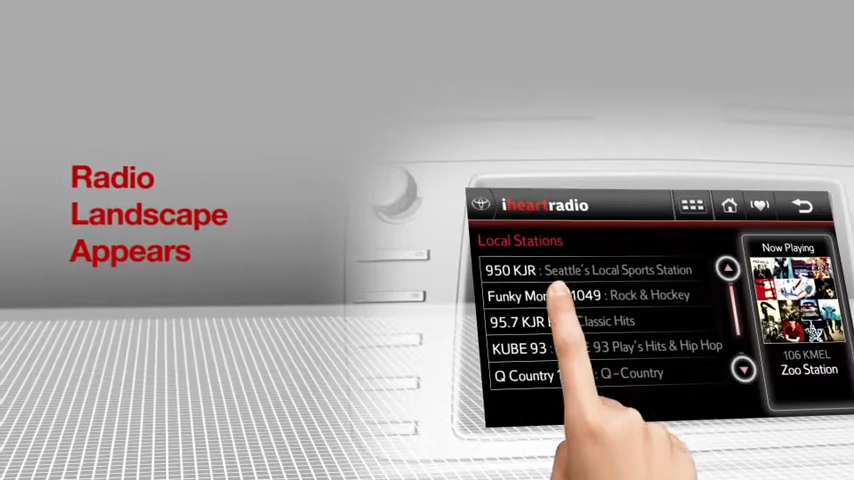 Radio
Landscape
Appears
iheartradio
Local Stations
950 KJR : Seattle's Local Sports Station
Funky Mon 1049 : Rock & Hockey
95.7 KJR Classic Hits
KUBE 93 : 93 Play's Hits & Hip Hop
Q Country : Q-Country
Now Playing
106 KMEL
Zoo Station